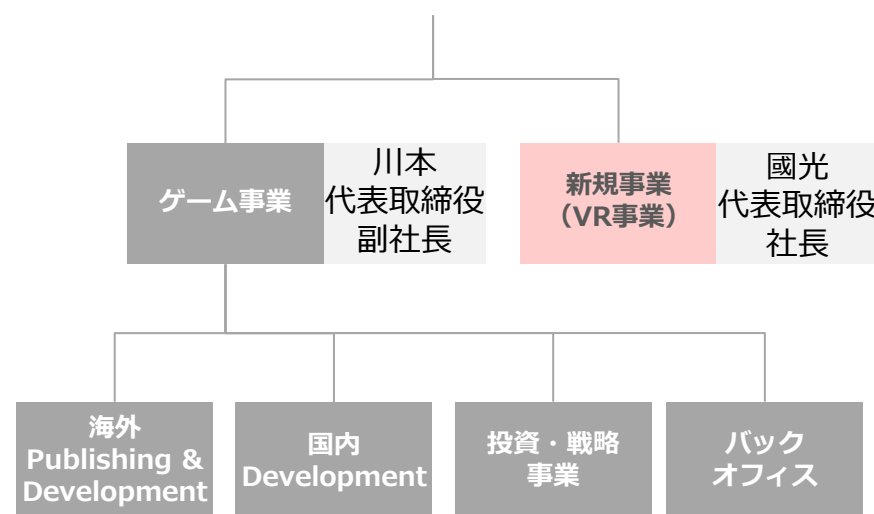 ゲーム事業
川本
代表取締役
副社長
新規事業
（VR事業）
國光
代表取締役
社長
海外
Publishing &
Development
国内
Development
投資・戦略
事業
バック
オフィス